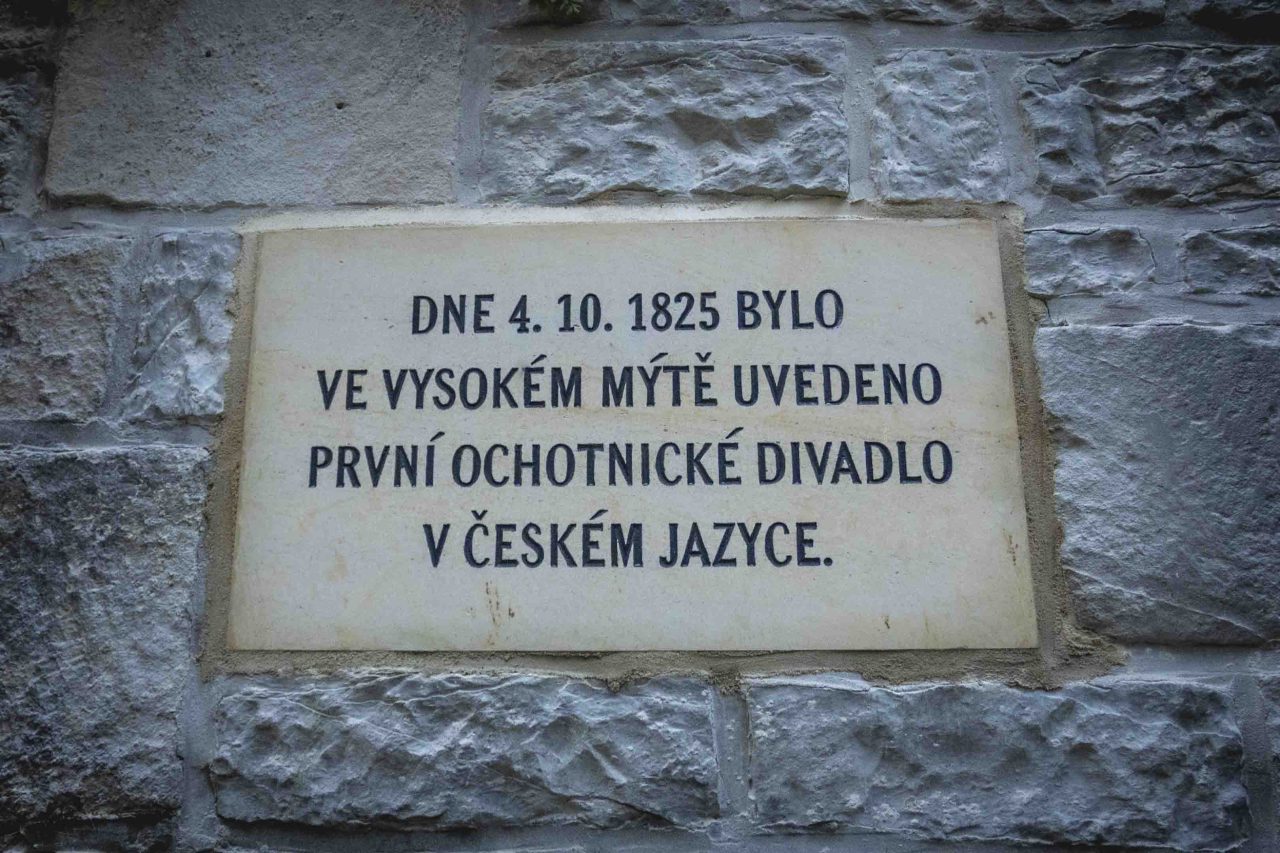 DNE 4. 10. 1825 BYLO
VE VYSOKÉM MÝTĚ UVEDENO
PRVNÍ OCHOTNICKÉ DIVADLO
V ČESKÉM JAZYCE.